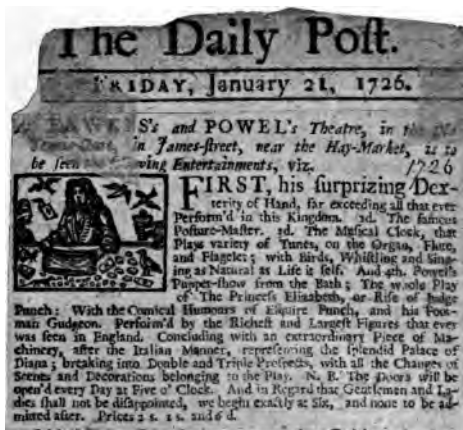 The Daily Poſt.
FRIDAY, January 21, 1726.
FAWKES's and POWEL's Theatre, in the
in James-ſtreet, near the Hay-Market, is to
be ſeen the following Entertainments, viz.
1726
FIRST, his ſurprizing Dex-
terity of Hand, far exceeding all that ever
Perform'd in this Kingdom. 2d. The famous
Poſture-Maſter. 3d. The Muſical Clock, that
Plays variety of Tunes, on the Organ, Flute,
and Flagelet; with Birds, Whiſtling and Sing-
ing as Natural as Life it ſelf. And 4th. Powel's
Puppet-ſhow from the Bath; The whole Play
of The Princeſs Elizabeth, or Riſe of Judge
Punch: With the Comical Humours of Eſquire Punch, and his Foot-
man Gudgeon. Perform'd by the Richeſt and Largeſt Figures that ever
was ſeen in England. Concluding with an extraordinary Piece of Ma-
chinery, after the Italian Manner, repreſenting the ſplendid Palace of
Diana; breaking into Double and Triple Proſpects, with all the Changes of
Scenes and Decorations belonging to the Play. N. B. The Doors will be
open'd every Day at Five o' Clock. And in Regard that Gentlemen and La-
dies ſhall not be diſappointed, we begin exactly at Six, and none to be ad-
mitted after. Prices 2 s. 1 s. and 6 d.